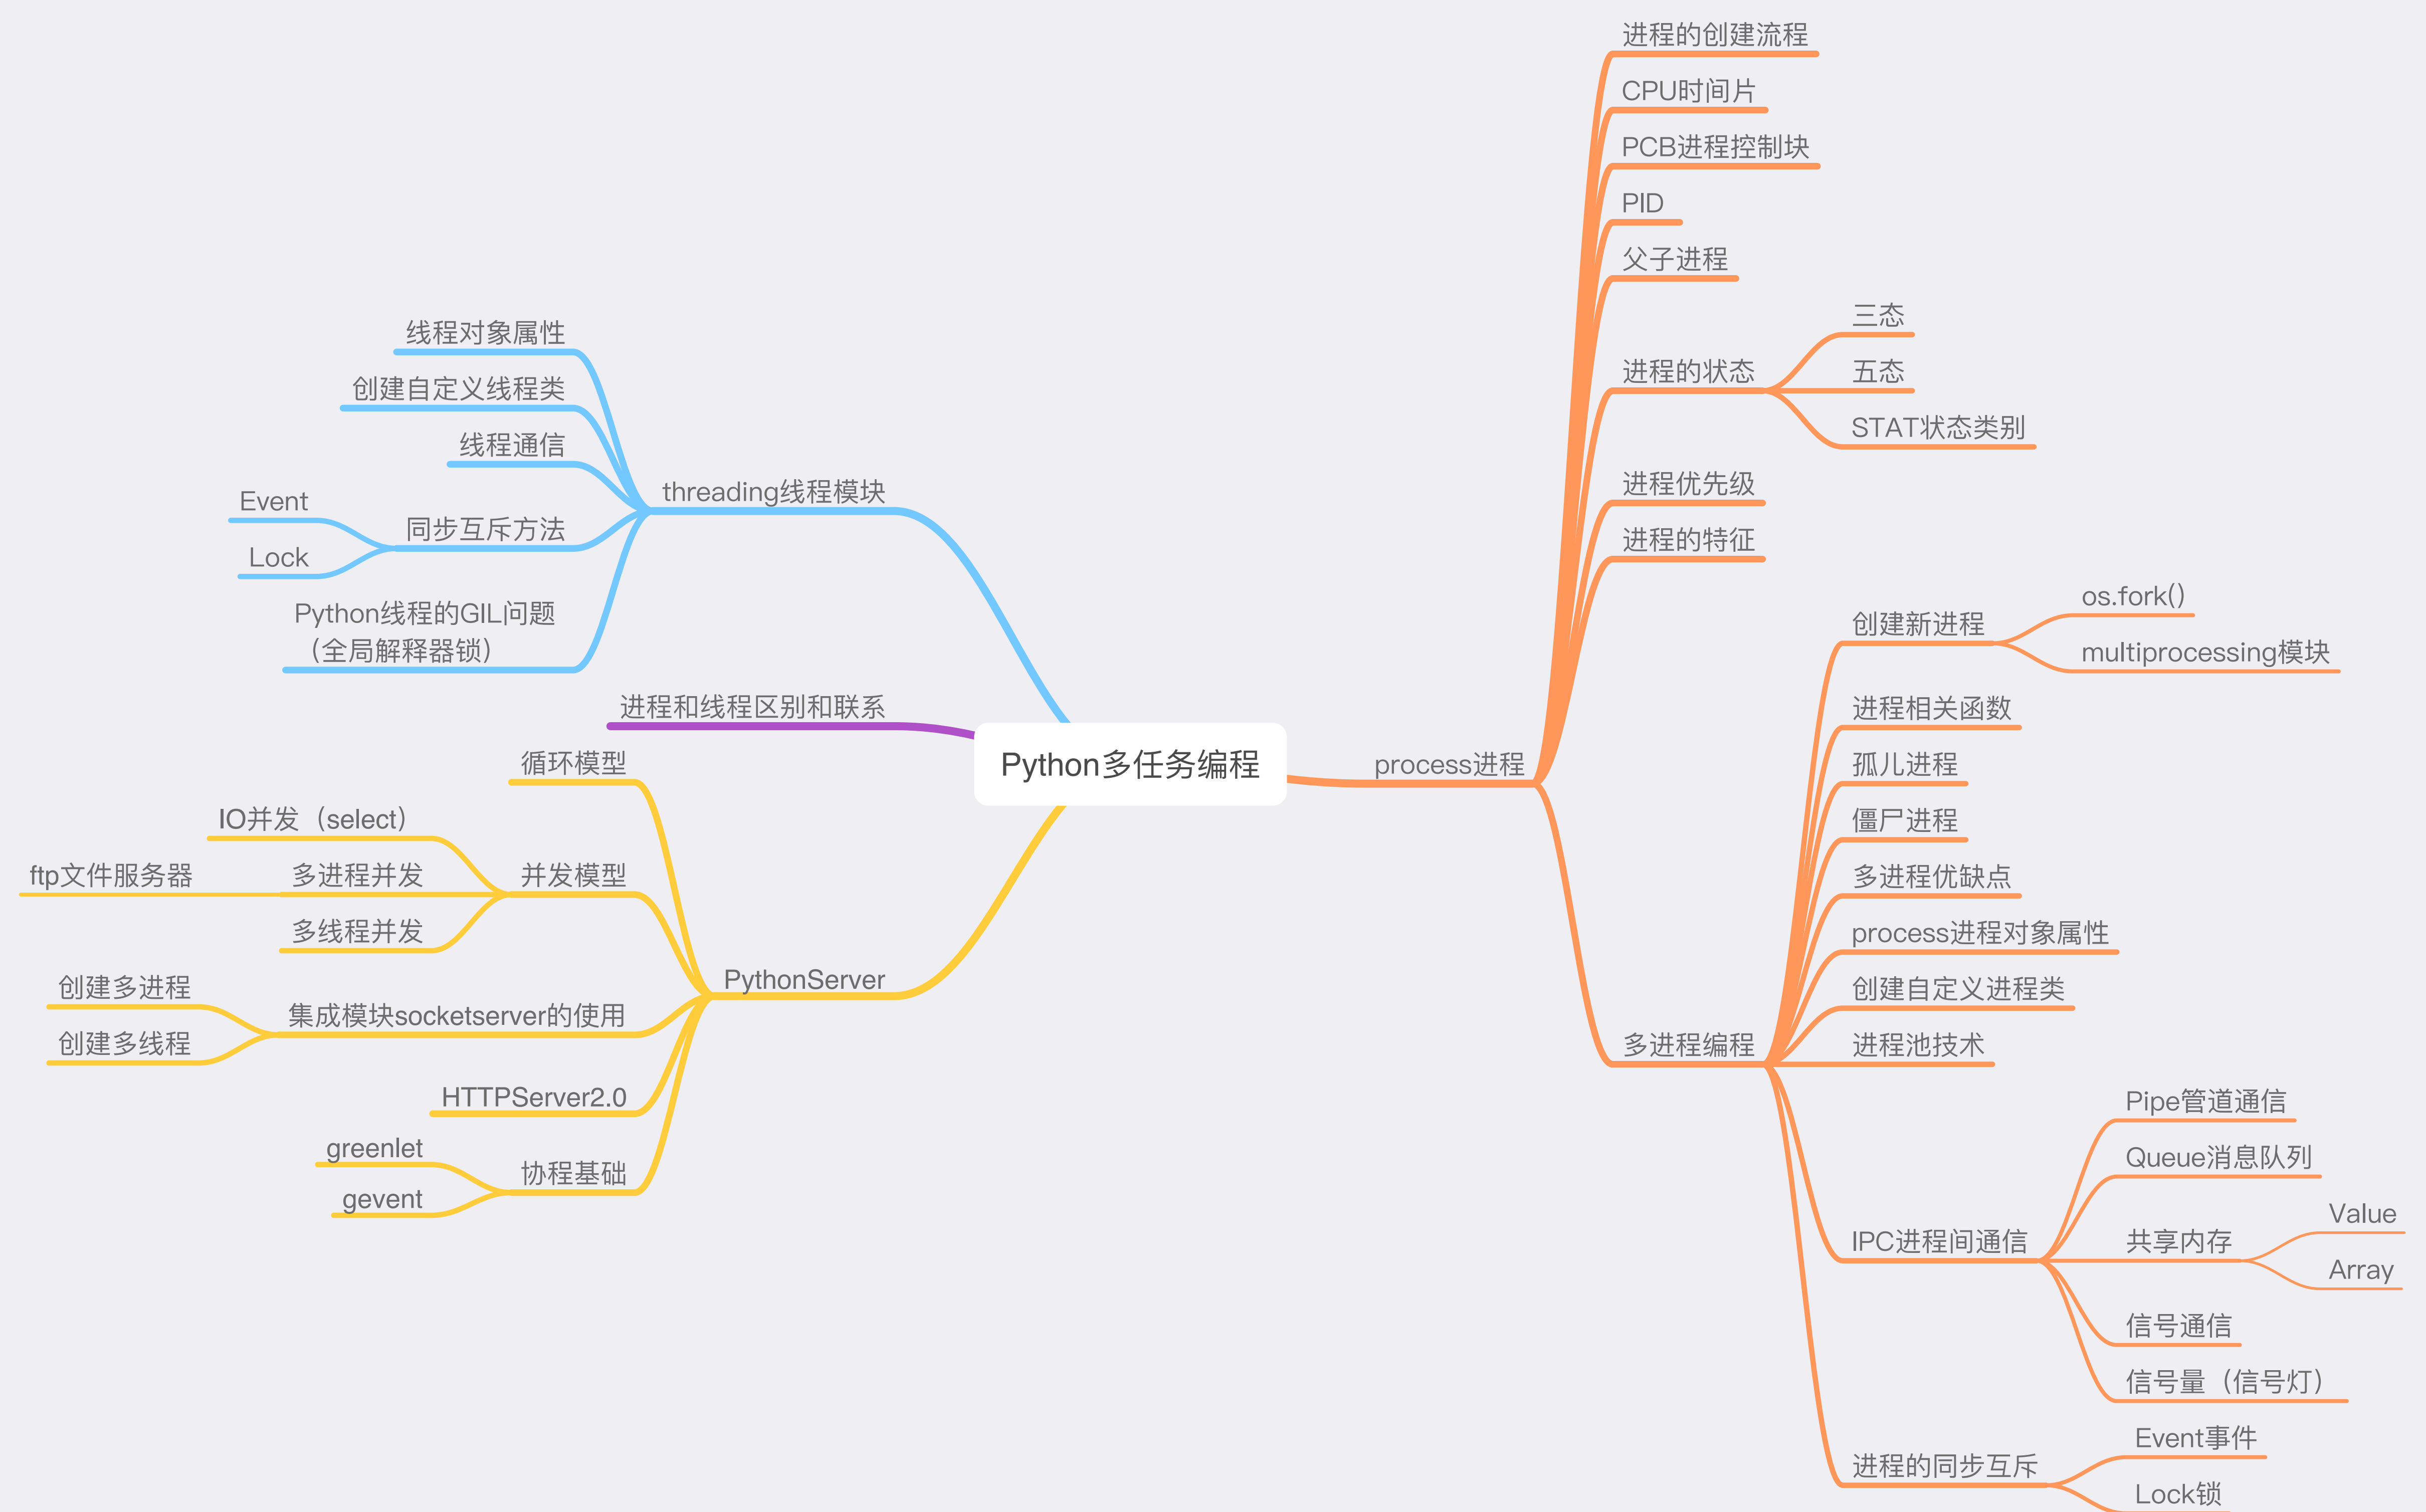 Python多任务编程
process进程
进程的创建流程
CPU时间片
PCB进程控制块
PID
父子进程
进程的状态
三态
五态
STAT状态类别
进程优先级
进程的特征
多进程编程
创建新进程
os.fork()
multiprocessing模块
进程相关函数
孤儿进程
僵尸进程
多进程优缺点
process进程对象属性
创建自定义进程类
进程池技术
IPC进程间通信
Pipe管道通信
Queue消息队列
共享内存
Value
Array
信号通信
信号量（信号灯）
进程的同步互斥
Event事件
Lock锁
threading线程模块
线程对象属性
创建自定义线程类
线程通信
同步互斥方法
Event
Lock
Python线程的GIL问题
（全局解释器锁）
进程和线程区别和联系
PythonServer
循环模型
并发模型
IO并发（select）
多进程并发
ftp文件服务器
多线程并发
集成模块socketserver的使用
创建多进程
创建多线程
HTTPServer2.0
协程基础
greenlet
gevent